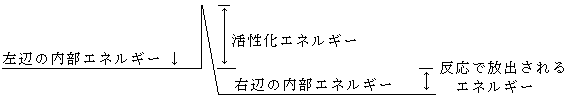 活性化エネルギー
左辺の内部エネルギー ↓
反応で放出される
エネルギー
右辺の内部エネルギー